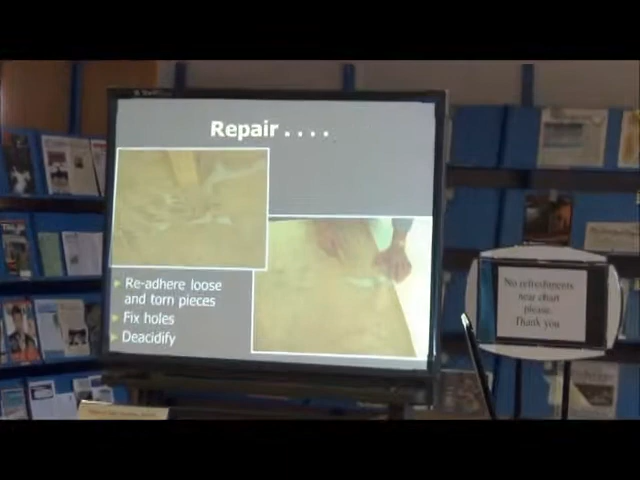 Repair . . . .
Re-adhere loose
and torn pieces
Fix holes
Deacidify
No refreshments
near chart
please.
Thank you